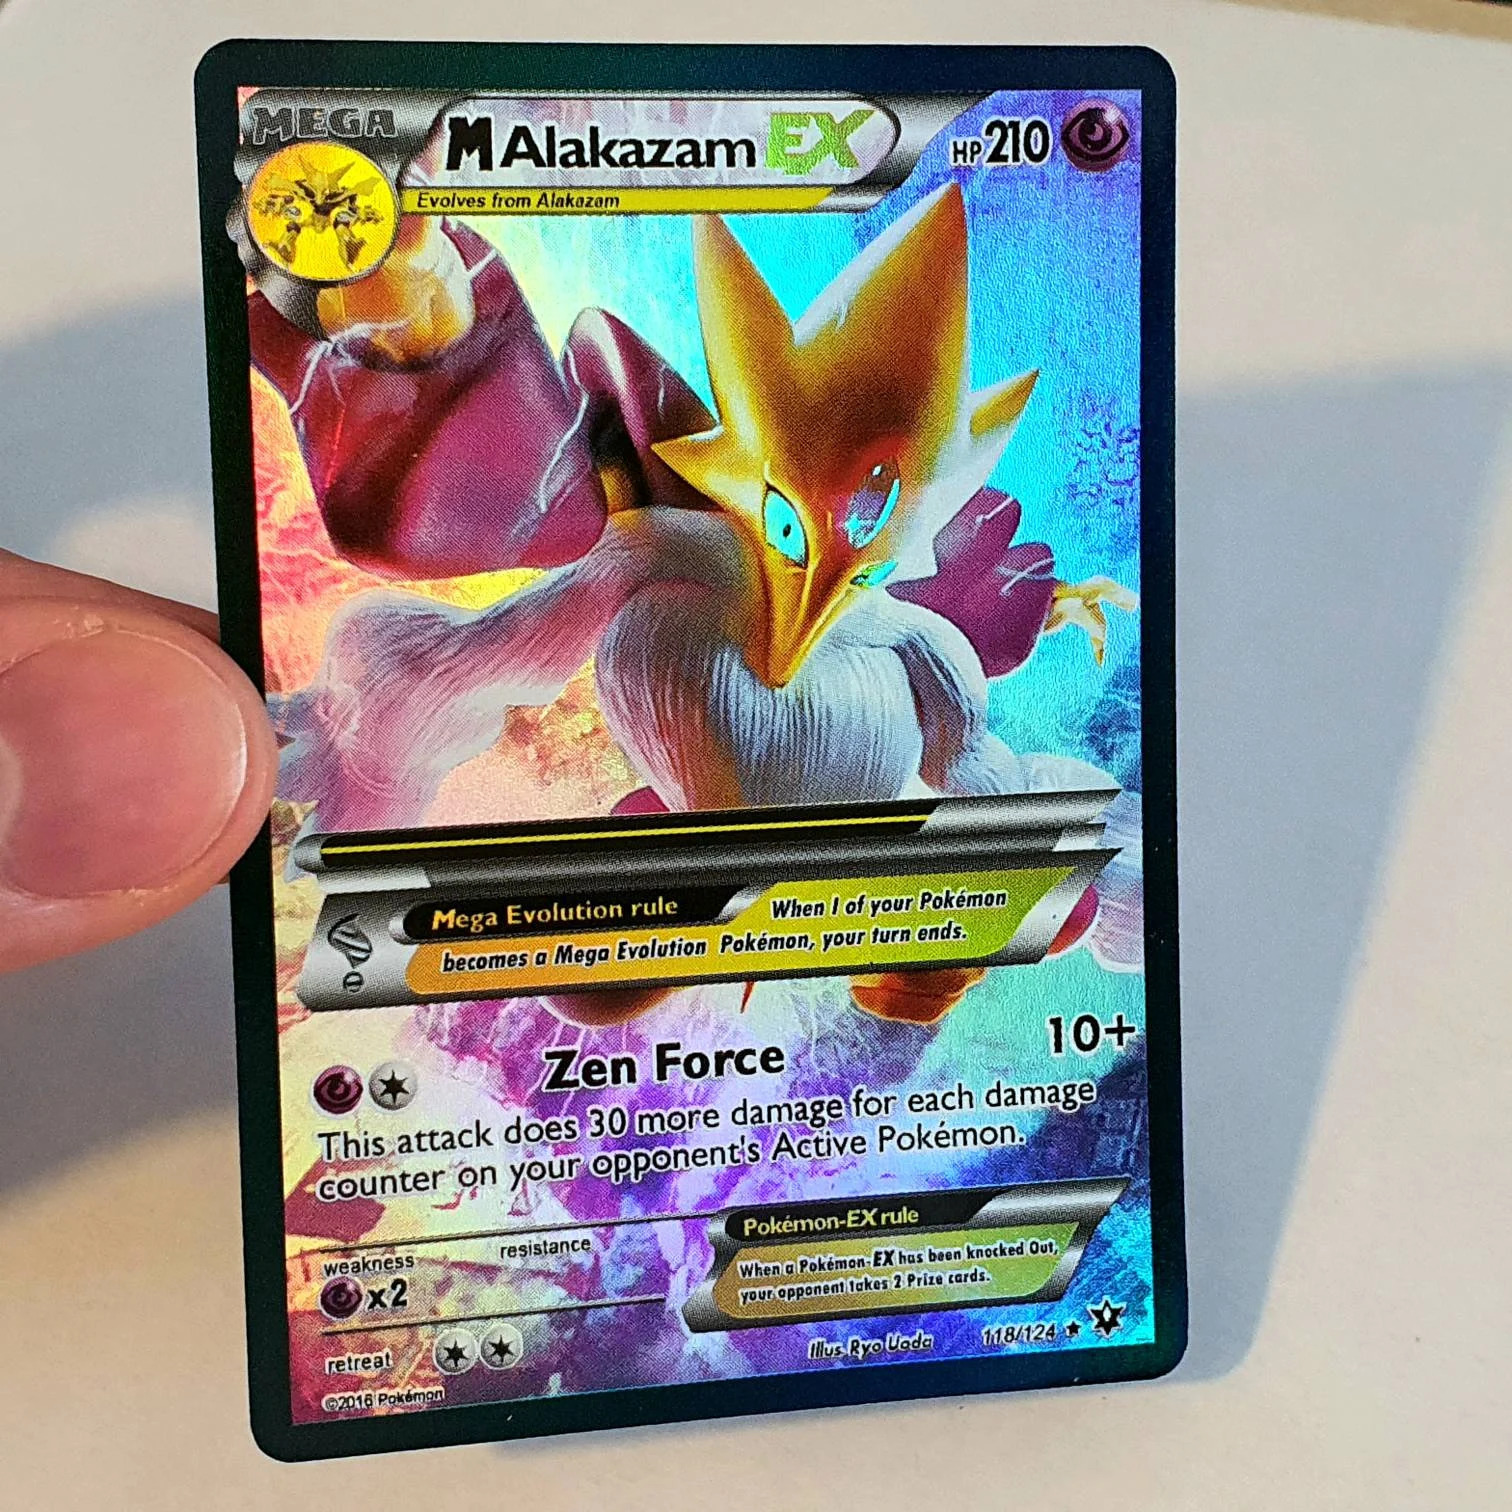 MEGA
M Alakazam EX
HP 210
Evolves from Alakazam
Mega Evolution rule
When 1 of your Pokémon
becomes a Mega Evolution Pokémon, your turn ends.
Zen Force
10+
This attack does 30 more damage for each damage
counter on your opponent's Active Pokémon.
weakness
resistance
x2
Pokémon-EX rule
When a Pokémon-EX has been knocked Out,
your opponent takes 2 Prize cards.
retreat
Illus. Ryo Ueda
118/124
©2016 Pokémon